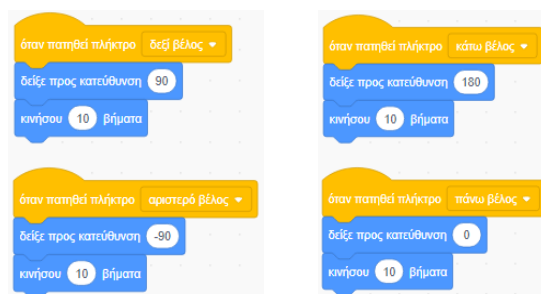 όταν πατηθεί πλήκτρο δεξί βέλος
δείξε προς κατεύθυνση 90
κινήσου 10 βήματα
όταν πατηθεί πλήκτρο κάτω βέλος
δείξε προς κατεύθυνση 180
κινήσου 10 βήματα
όταν πατηθεί πλήκτρο αριστερό βέλος
δείξε προς κατεύθυνση -90
κινήσου 10 βήματα
όταν πατηθεί πλήκτρο πάνω βέλος
δείξε προς κατεύθυνση 0
κινήσου 10 βήματα